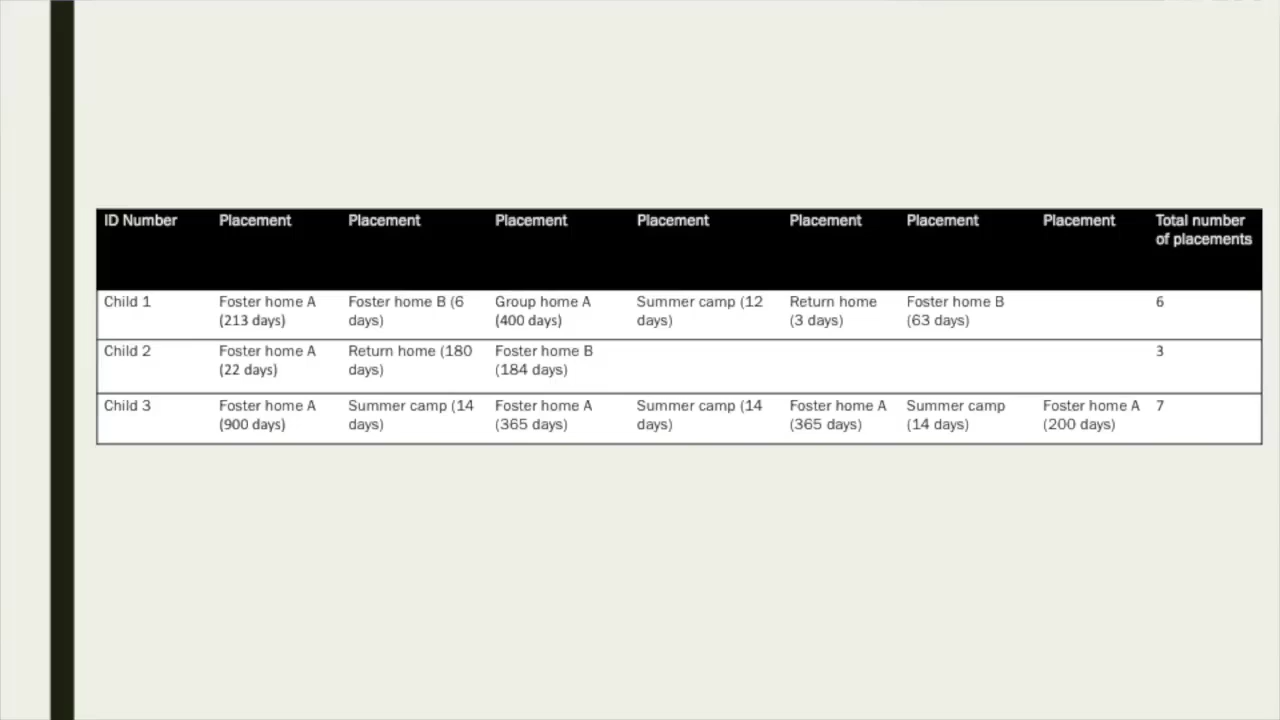 ID Number Placement Placement Placement Placement Placement Placement Placement Total number
of placements
Child 1 Foster home A Foster home B (6 Group home A Summer camp (12 Return home Foster home B 6
(213 days) days) (400 days) days) (3 days) (63 days)
Child 2 Foster home A Return home (180 Foster home B 3
(22 days) days) (184 days)
Child 3 Foster home A Summer camp (14 Foster home A Summer camp (14 Foster home A Summer camp Foster home A 7
(900 days) days) (365 days) days) (365 days) (14 days) (200 days)